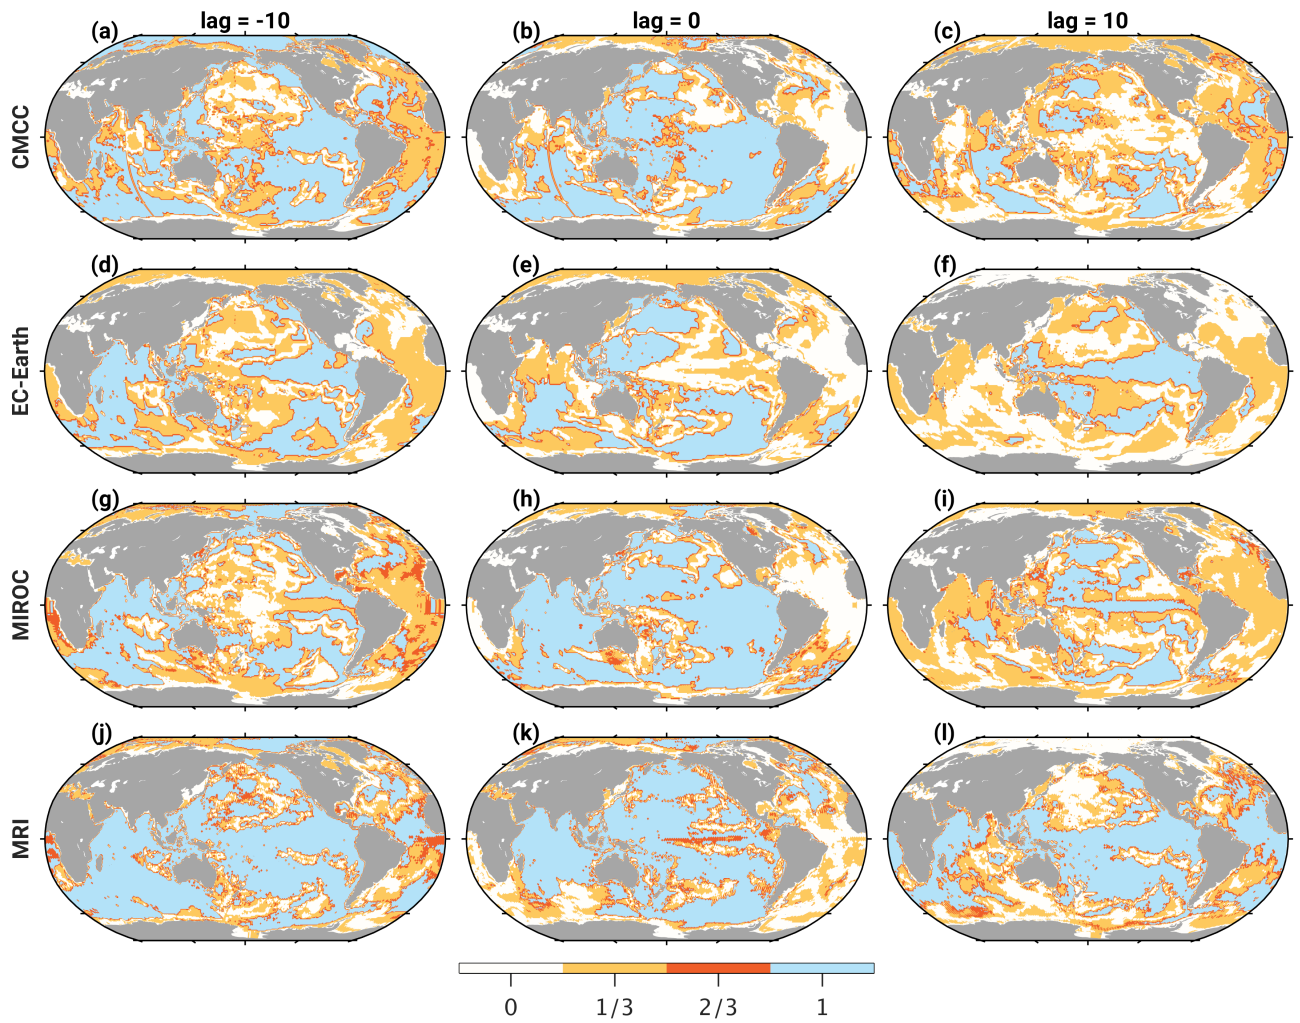 lag = -10 lag = 0 lag = 10
(a) (b) (c)
CMCC
(d) (e) (f)
EC-Earth
(g) (h) (i)
MIROC
(j) (k) (l)
MRI
0 1/3 2/3 1